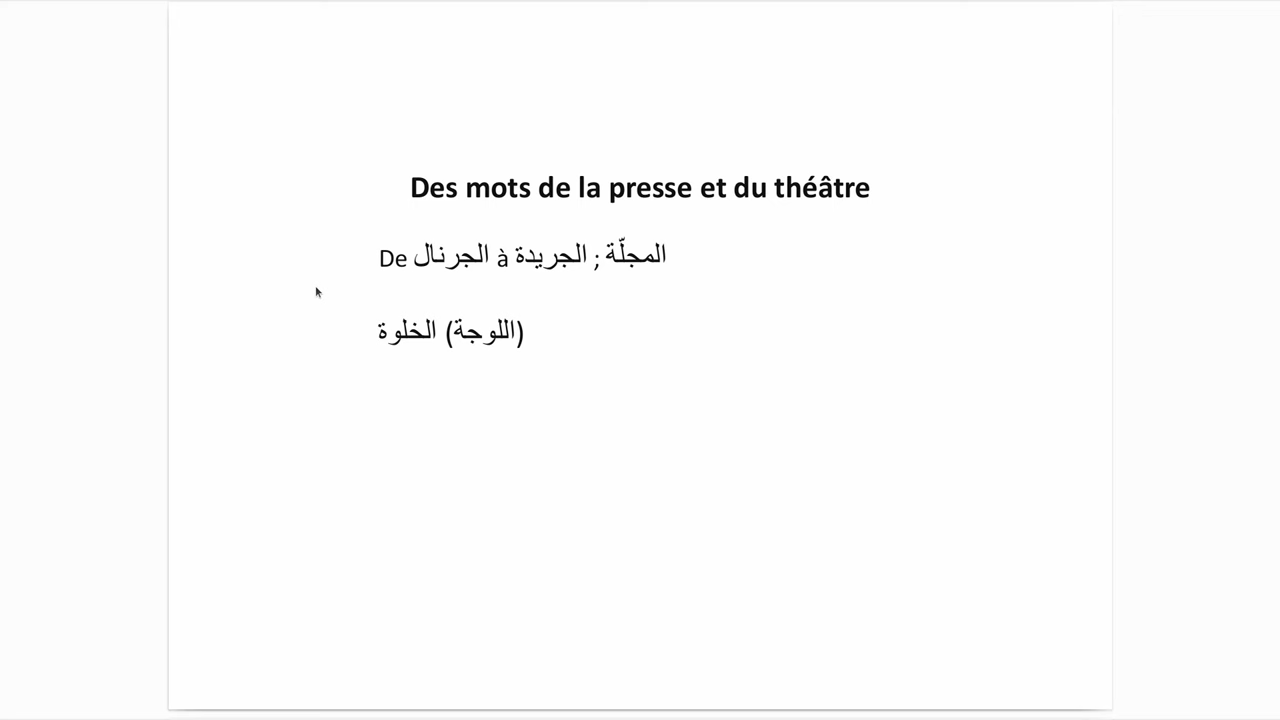 Des mots de la presse et du théâtre
De الجرنال à الجريدة ; المجلّة
الخلوة (اللوجة)